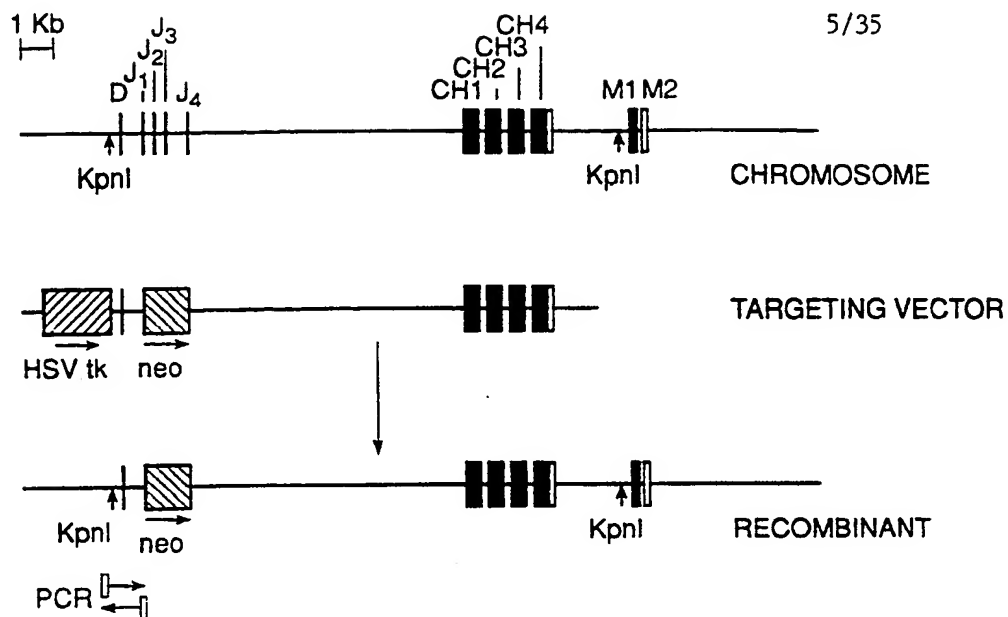 1 Kb
5/35
D J₁ J₂ J₃ J₄
CH1 CH2 CH3 CH4
M1 M2
KpnI
KpnI
CHROMOSOME
TARGETING VECTOR
HSV tk
neo
KpnI
neo
KpnI
RECOMBINANT
PCR